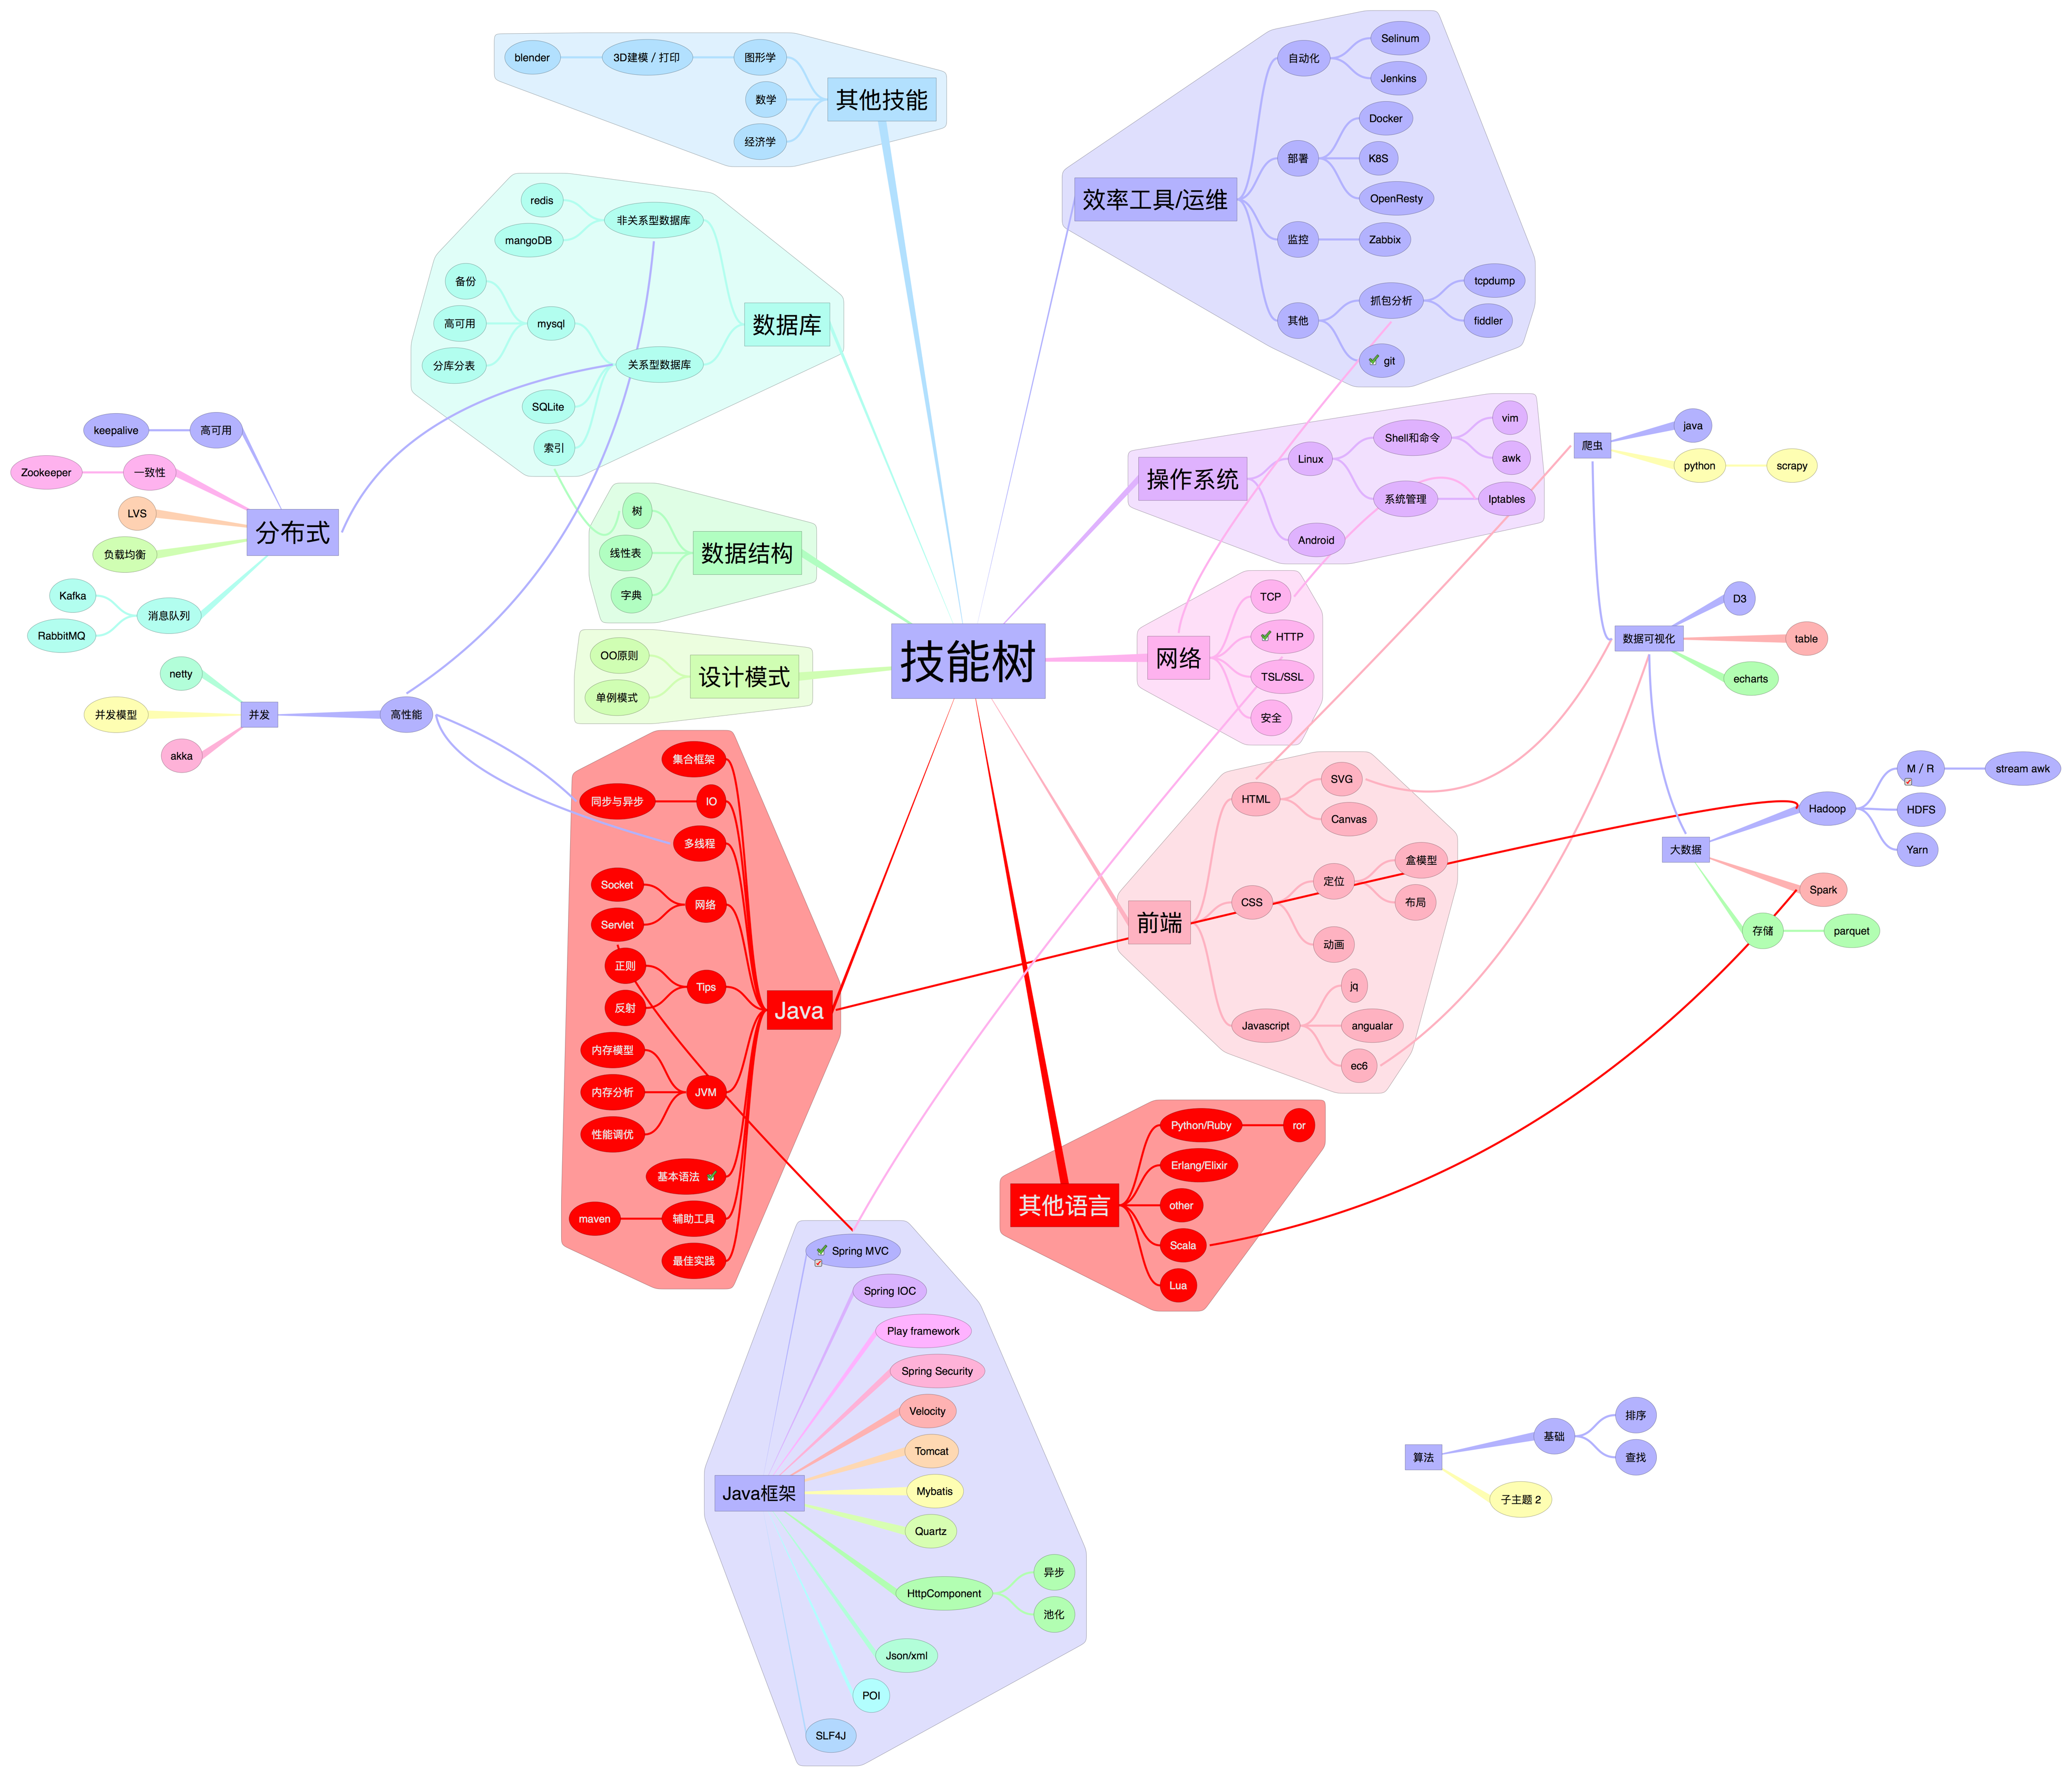 技能树
其他技能
图形学
3D建模 / 打印
blender
数学
经济学
数据库
非关系型数据库
redis
mangoDB
关系型数据库
mysql
备份
高可用
分库分表
SQLite
索引
数据结构
树
线性表
字典
设计模式
OO原则
单例模式
Java
集合框架
IO
同步与异步
多线程
网络
Socket
Servlet
Tips
正则
反射
JVM
内存模型
内存分析
性能调优
基本语法
辅助工具
maven
最佳实践
效率工具/运维
自动化
Selinum
Jenkins
部署
Docker
K8S
OpenResty
监控
Zabbix
其他
抓包分析
tcpdump
fiddler
git
操作系统
Linux
Shell和命令
vim
awk
系统管理
Iptables
Android
网络
TCP
HTTP
TSL/SSL
安全
前端
HTML
SVG
Canvas
CSS
定位
盒模型
布局
动画
Javascript
jq
angualar
ec6
其他语言
Python/Ruby
ror
Erlang/Elixir
other
Scala
Lua
分布式
高可用
keepalive
一致性
Zookeeper
LVS
负载均衡
消息队列
Kafka
RabbitMQ
并发
netty
并发模型
akka
高性能
爬虫
java
python
scrapy
数据可视化
D3
table
echarts
大数据
Hadoop
M / R
stream awk
HDFS
Yarn
Spark
存储
parquet
Java框架
Spring MVC
Spring IOC
Play framework
Spring Security
Velocity
Tomcat
Mybatis
Quartz
HttpComponent
异步
池化
Json/xml
POI
SLF4J
算法
基础
排序
查找
子主题 2